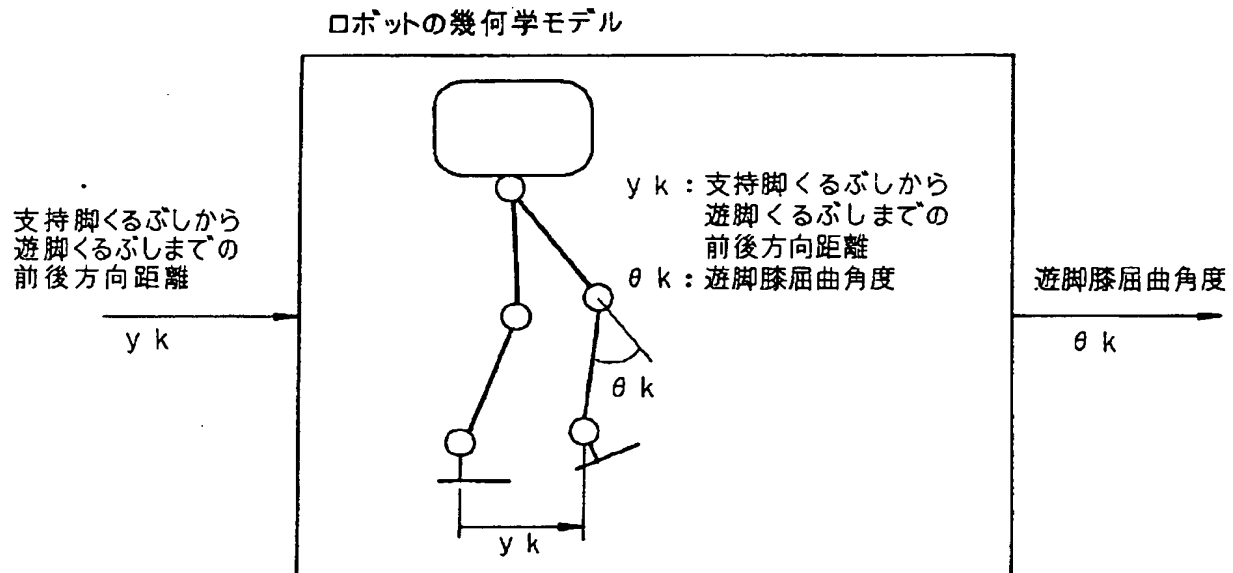 ロボットの幾何学モデル
支持脚くるぶしから
遊脚くるぶしまでの
前後方向距離
y k
y k : 支持脚くるぶしから
遊脚くるぶしまでの
前後方向距離
θ k : 遊脚膝屈曲角度
θ k
y k
遊脚膝屈曲角度
θ k